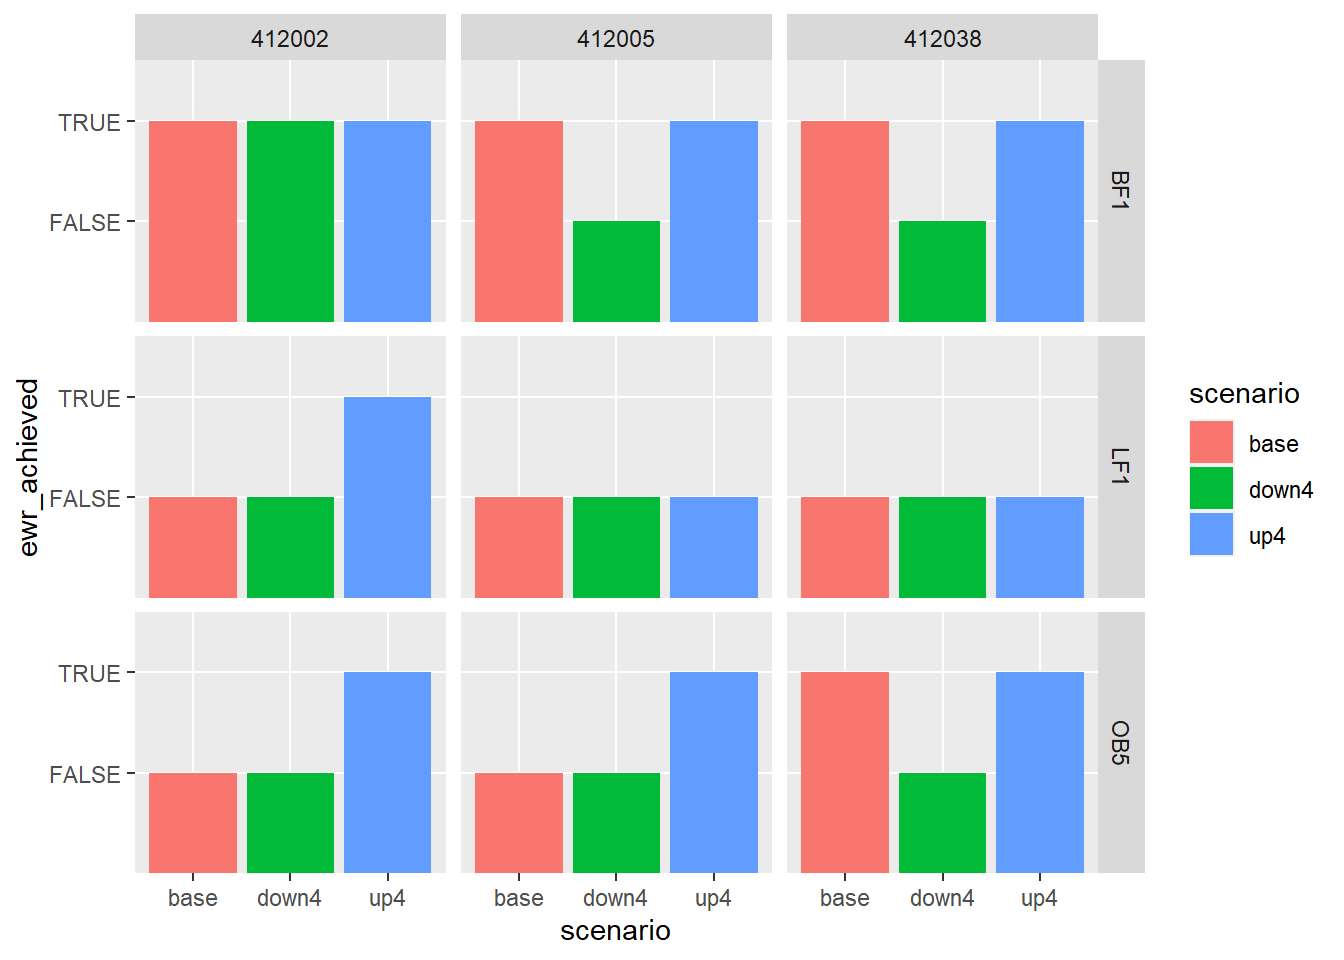 412002 412005 412038
TRUE
FALSE
BF1
TRUE
FALSE
LF1
TRUE
FALSE
OB5
ewr_achieved
base down4 up4 base down4 up4 base down4 up4
scenario
scenario
base
down4
up4